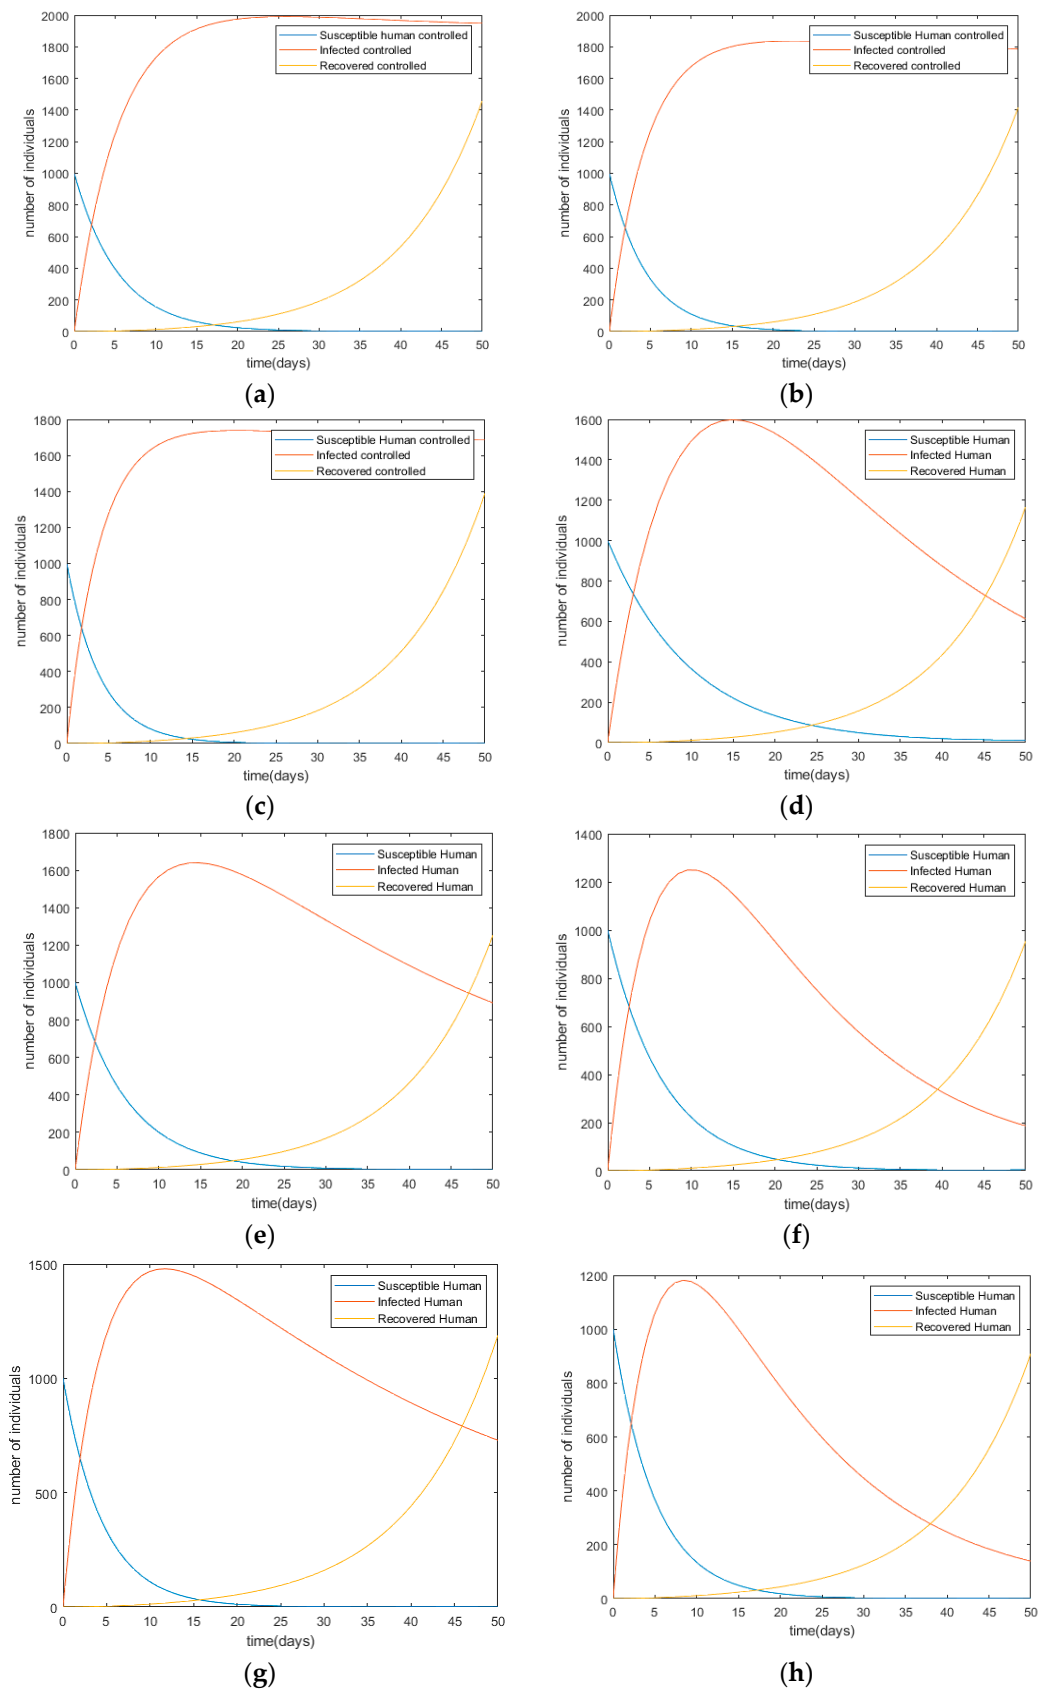 2000
1800
1600
1400
1200
1000
800
600
400
200
0
number of individuals
Susceptible human controlled
Infected controlled
Recovered controlled
0 5 10 15 20 25 30 35 40 45 50
time(days)
(a)
2000
1800
1600
1400
1200
1000
800
600
400
200
0
number of individuals
Susceptible Human controlled
Infected controlled
Recovered controlled
0 5 10 15 20 25 30 35 40 45 50
time(days)
(b)
1800
1600
1400
1200
1000
800
600
400
200
0
number of individuals
Susceptible Human controlled
Infected controlled
Recovered controlled
0 5 10 15 20 25 30 35 40 45 50
time(days)
(c)
1600
1400
1200
1000
800
600
400
200
0
number of individuals
Susceptible Human
Infected Human
Recovered Human
0 5 10 15 20 25 30 35 40 45 50
time(days)
(d)
1800
1600
1400
1200
1000
800
600
400
200
0
number of individuals
Susceptible Human
Infected Human
Recovered Human
0 5 10 15 20 25 30 35 40 45 50
time(days)
(e)
1400
1200
1000
800
600
400
200
0
number of individuals
Susceptible Human
Infected Human
Recovered Human
0 5 10 15 20 25 30 35 40 45 50
time(days)
(f)
1500
1000
500
0
number of individuals
Susceptible Human
Infected Human
Recovered Human
0 5 10 15 20 25 30 35 40 45 50
time(days)
(g)
1200
1000
800
600
400
200
0
number of individuals
Susceptible Human
Infected Human
Recovered Human
0 5 10 15 20 25 30 35 40 45 50
time(days)
(h)